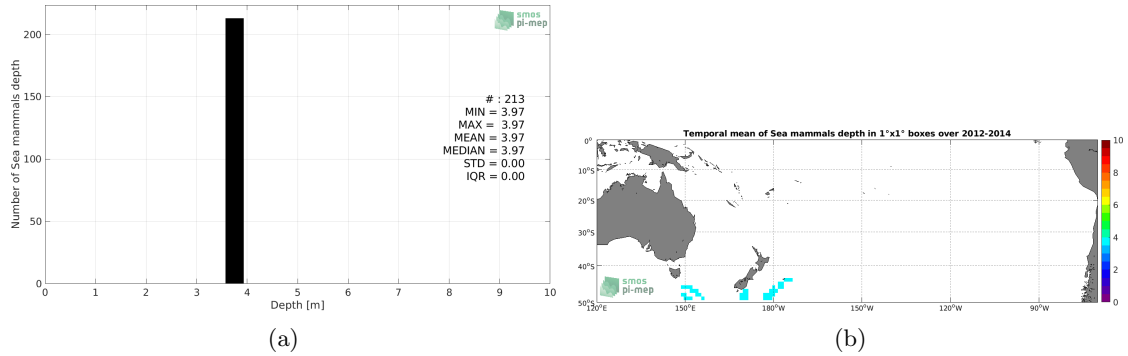 smos
pi-mep
200
150
100
50
0
Number of Sea mammals depth
# : 213
MIN = 3.97
MAX = 3.97
MEAN = 3.97
MEDIAN = 3.97
STD = 0.00
IQR = 0.00
0 1 2 3 4 5 6 7 8 9 10
Depth [m]
(a)
Temporal mean of Sea mammals depth in 1°x1° boxes over 2012-2014
0°
10°S
20°S
30°S
40°S
50°S
120°E 150°E 180°W 150°W 120°W 90°W
10
8
6
4
2
0
smos
pi-mep
(b)